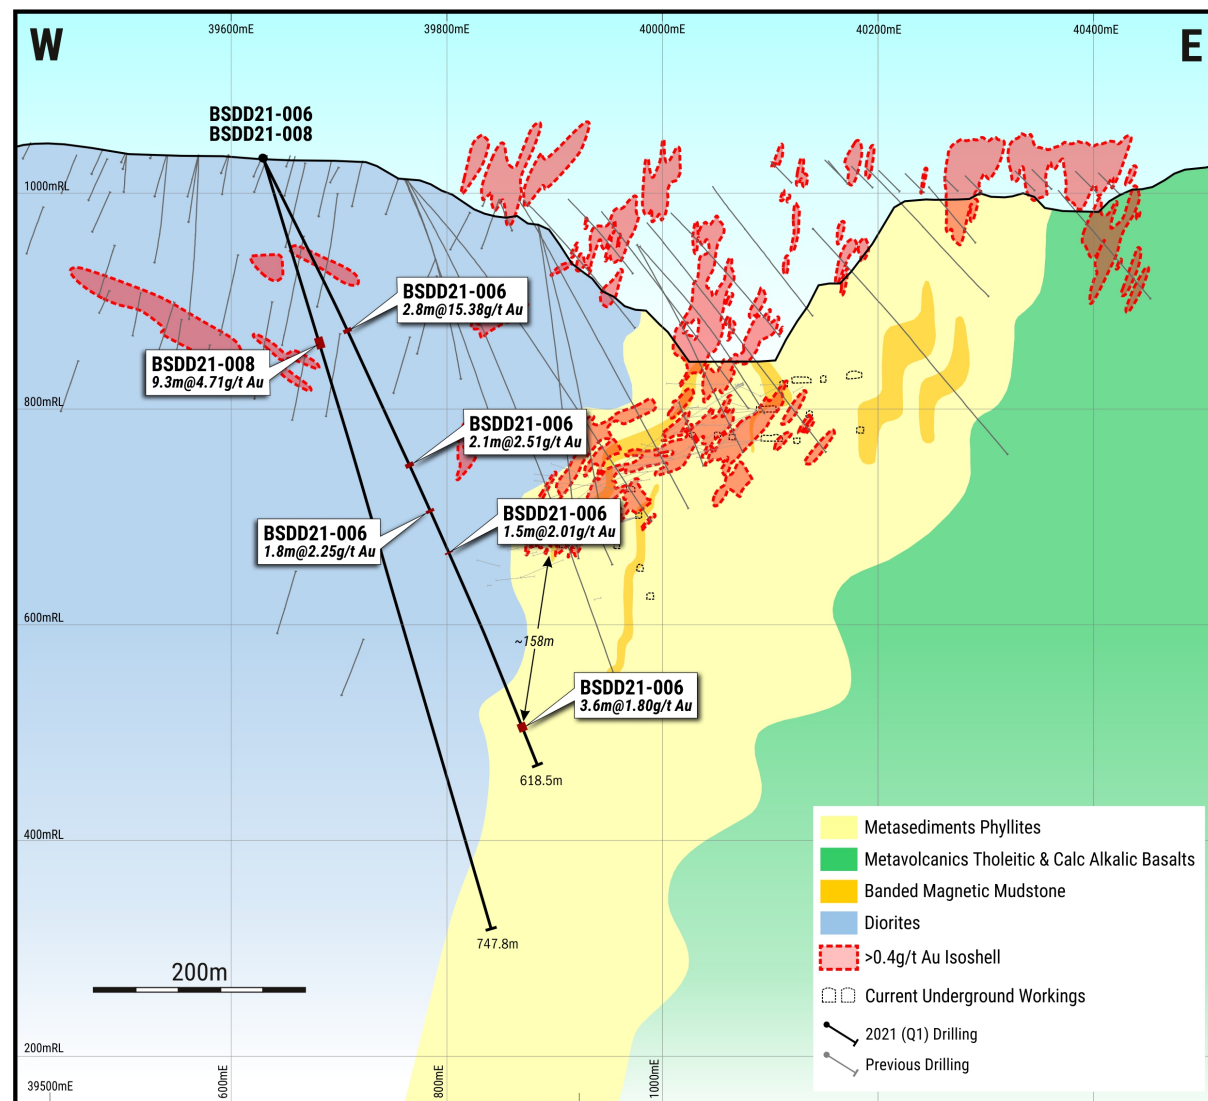 39600mE
39800mE
40000mE
40200mE
40400mE
W
E
BSDD21-006
BSDD21-008
1000mRL
BSDD21-006
2.8m@15.38g/t Au
BSDD21-008
9.3m@4.71g/t Au
800mRL
BSDD21-006
2.1m@2.51g/t Au
BSDD21-006
1.5m@2.01g/t Au
BSDD21-006
1.8m@2.25g/t Au
600mRL
~158m
BSDD21-006
3.6m@1.80g/t Au
618.5m
400mRL
747.8m
200m
200mRL
39500mE
600mE
800mE
1000mE
Metasediments Phyllites
Metavolcanics Tholeitic & Calc Alkalic Basalts
Banded Magnetic Mudstone
Diorites
>0.4g/t Au Isoshell
Current Underground Workings
2021 (Q1) Drilling
Previous Drilling